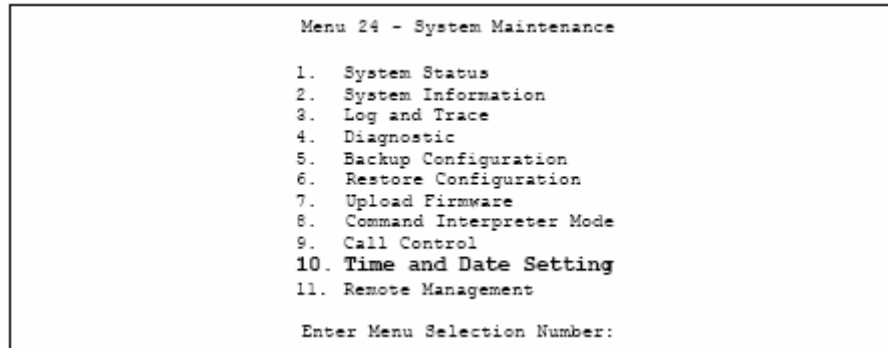 Menu 24 - System Maintenance
1. System Status
2. System Information
3. Log and Trace
4. Diagnostic
5. Backup Configuration
6. Restore Configuration
7. Upload Firmware
8. Command Interpreter Mode
9. Call Control
10. Time and Date Setting
11. Remote Management
Enter Menu Selection Number: